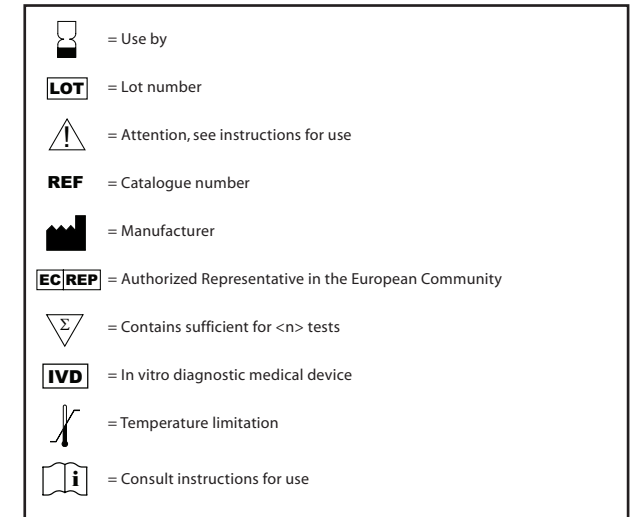 = Use by
LOT = Lot number
! = Attention, see instructions for use
REF = Catalogue number
= Manufacturer
EC REP = Authorized Representative in the European Community
Σ = Contains sufficient for <n> tests
IVD = In vitro diagnostic medical device
= Temperature limitation
i = Consult instructions for use